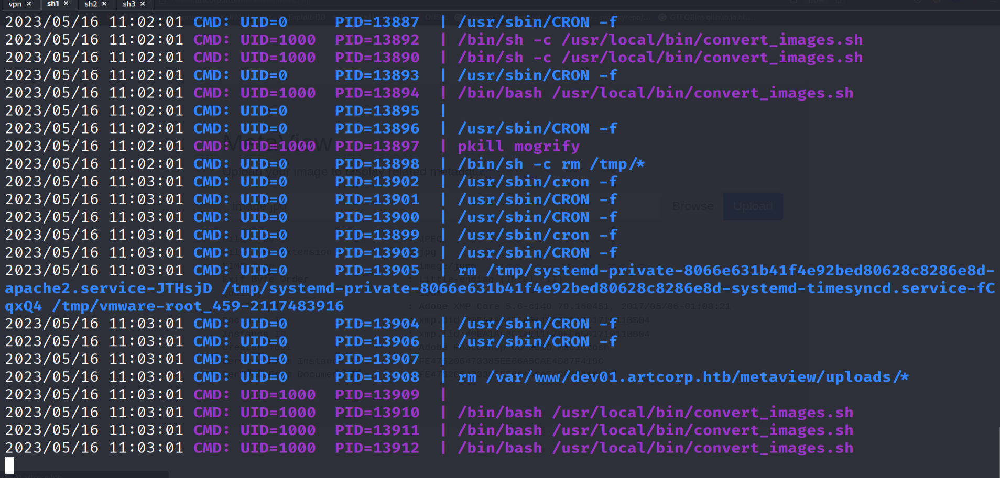 vpn × sh1 × sh2 × sh3 ×
2023/05/16 11:02:01 CMD: UID=0     PID=13887  | /usr/sbin/CRON -f
2023/05/16 11:02:01 CMD: UID=1000  PID=13892  | /bin/sh -c /usr/local/bin/convert_images.sh
2023/05/16 11:02:01 CMD: UID=1000  PID=13890  | /bin/sh -c /usr/local/bin/convert_images.sh
2023/05/16 11:02:01 CMD: UID=0     PID=13893  | /usr/sbin/CRON -f
2023/05/16 11:02:01 CMD: UID=1000  PID=13894  | /bin/bash /usr/local/bin/convert_images.sh
2023/05/16 11:02:01 CMD: UID=0     PID=13895  |
2023/05/16 11:02:01 CMD: UID=0     PID=13896  | /usr/sbin/CRON -f
2023/05/16 11:02:01 CMD: UID=1000  PID=13897  | pkill mogrify
2023/05/16 11:02:01 CMD: UID=0     PID=13898  | /bin/sh -c rm /tmp/*
2023/05/16 11:03:01 CMD: UID=0     PID=13902  | /usr/sbin/cron -f
2023/05/16 11:03:01 CMD: UID=0     PID=13901  | /usr/sbin/CRON -f
2023/05/16 11:03:01 CMD: UID=0     PID=13900  | /usr/sbin/CRON -f
2023/05/16 11:03:01 CMD: UID=0     PID=13899  | /usr/sbin/cron -f
2023/05/16 11:03:01 CMD: UID=0     PID=13903  | /usr/sbin/CRON -f
2023/05/16 11:03:01 CMD: UID=0     PID=13905  | rm /tmp/systemd-private-8066e631b41f4e92bed80628c8286e8d-
apache2.service-JTHsjD /tmp/systemd-private-8066e631b41f4e92bed80628c8286e8d-systemd-timesyncd.service-fC
qxQ4 /tmp/vmware-root_459-2117483916
2023/05/16 11:03:01 CMD: UID=0     PID=13904  | /usr/sbin/CRON -f
2023/05/16 11:03:01 CMD: UID=0     PID=13906  | /usr/sbin/CRON -f
2023/05/16 11:03:01 CMD: UID=0     PID=13907  |
2023/05/16 11:03:01 CMD: UID=0     PID=13908  | rm /var/www/dev01.artcorp.htb/metaview/uploads/*
2023/05/16 11:03:01 CMD: UID=1000  PID=13909  |
2023/05/16 11:03:01 CMD: UID=1000  PID=13910  | /bin/bash /usr/local/bin/convert_images.sh
2023/05/16 11:03:01 CMD: UID=1000  PID=13911  | /bin/bash /usr/local/bin/convert_images.sh
2023/05/16 11:03:01 CMD: UID=1000  PID=13912  | /bin/bash /usr/local/bin/convert_images.sh
MetaView
Upload your image to display related metadata.
image.jpg Browse Upload